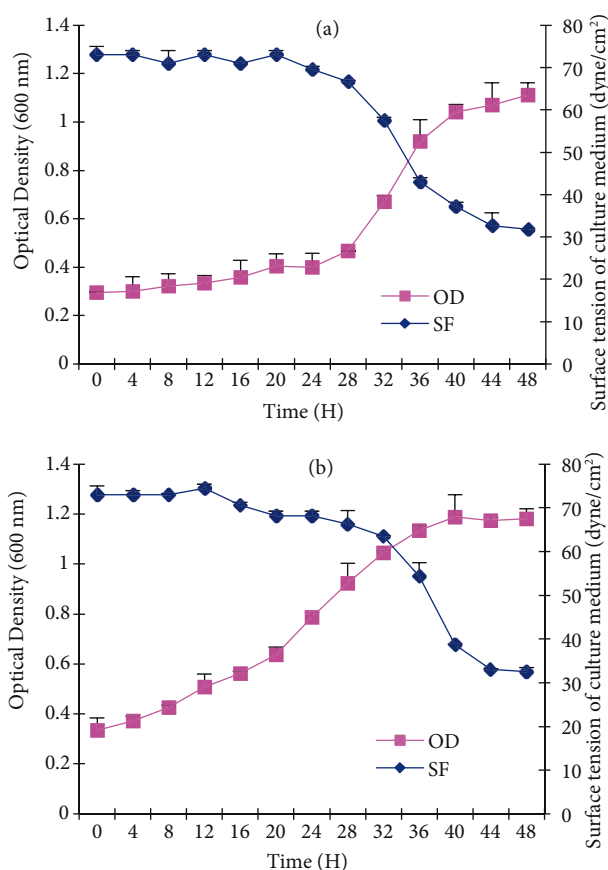 (a)
Optical Density (600 nm)
1.4
1.2
1
0.8
0.6
0.4
0.2
0
80
70
60
50
40
30
20
10
0
Surface tension of culture medium (dyne/cm²)
OD
SF
0 4 8 12 16 20 24 28 32 36 40 44 48
Time (H)
(b)
Optical Density (600 nm)
1.4
1.2
1
0.8
0.6
0.4
0.2
0
80
70
60
50
40
30
20
10
0
Surface tension of culture medium (dyne/cm²)
OD
SF
0 4 8 12 16 20 24 28 32 36 40 44 48
Time (H)